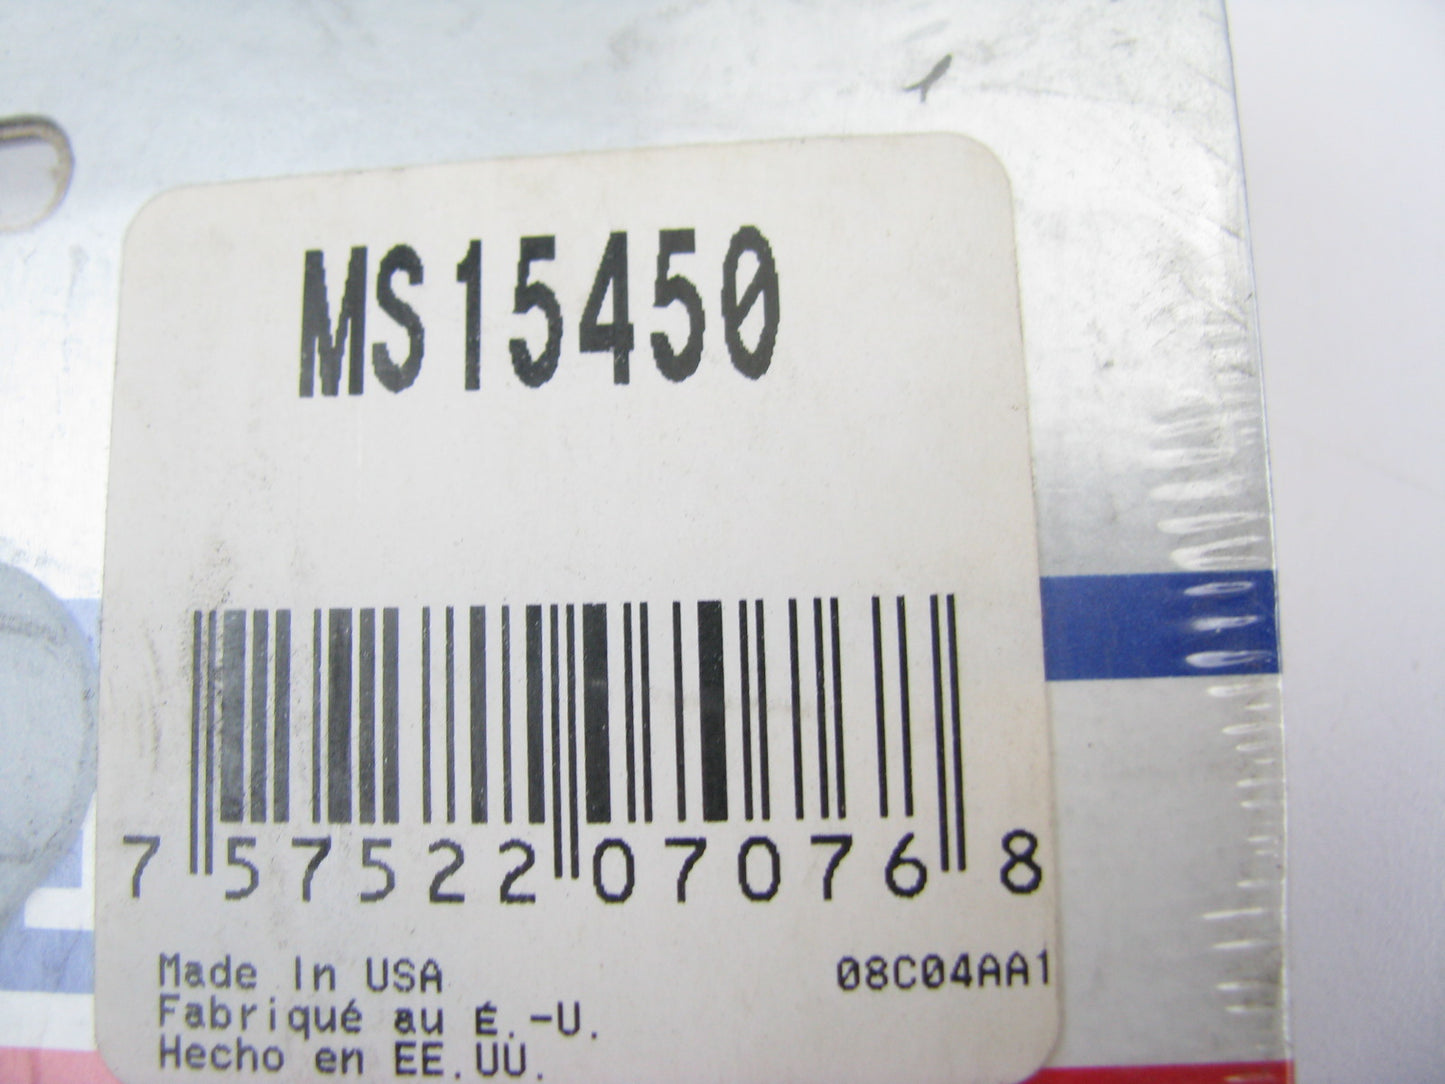 MS15450
7 57522 07076 8
Made In USA 08C04AA1
Fabriqué au É.-U.
Hecho en EE.UU.